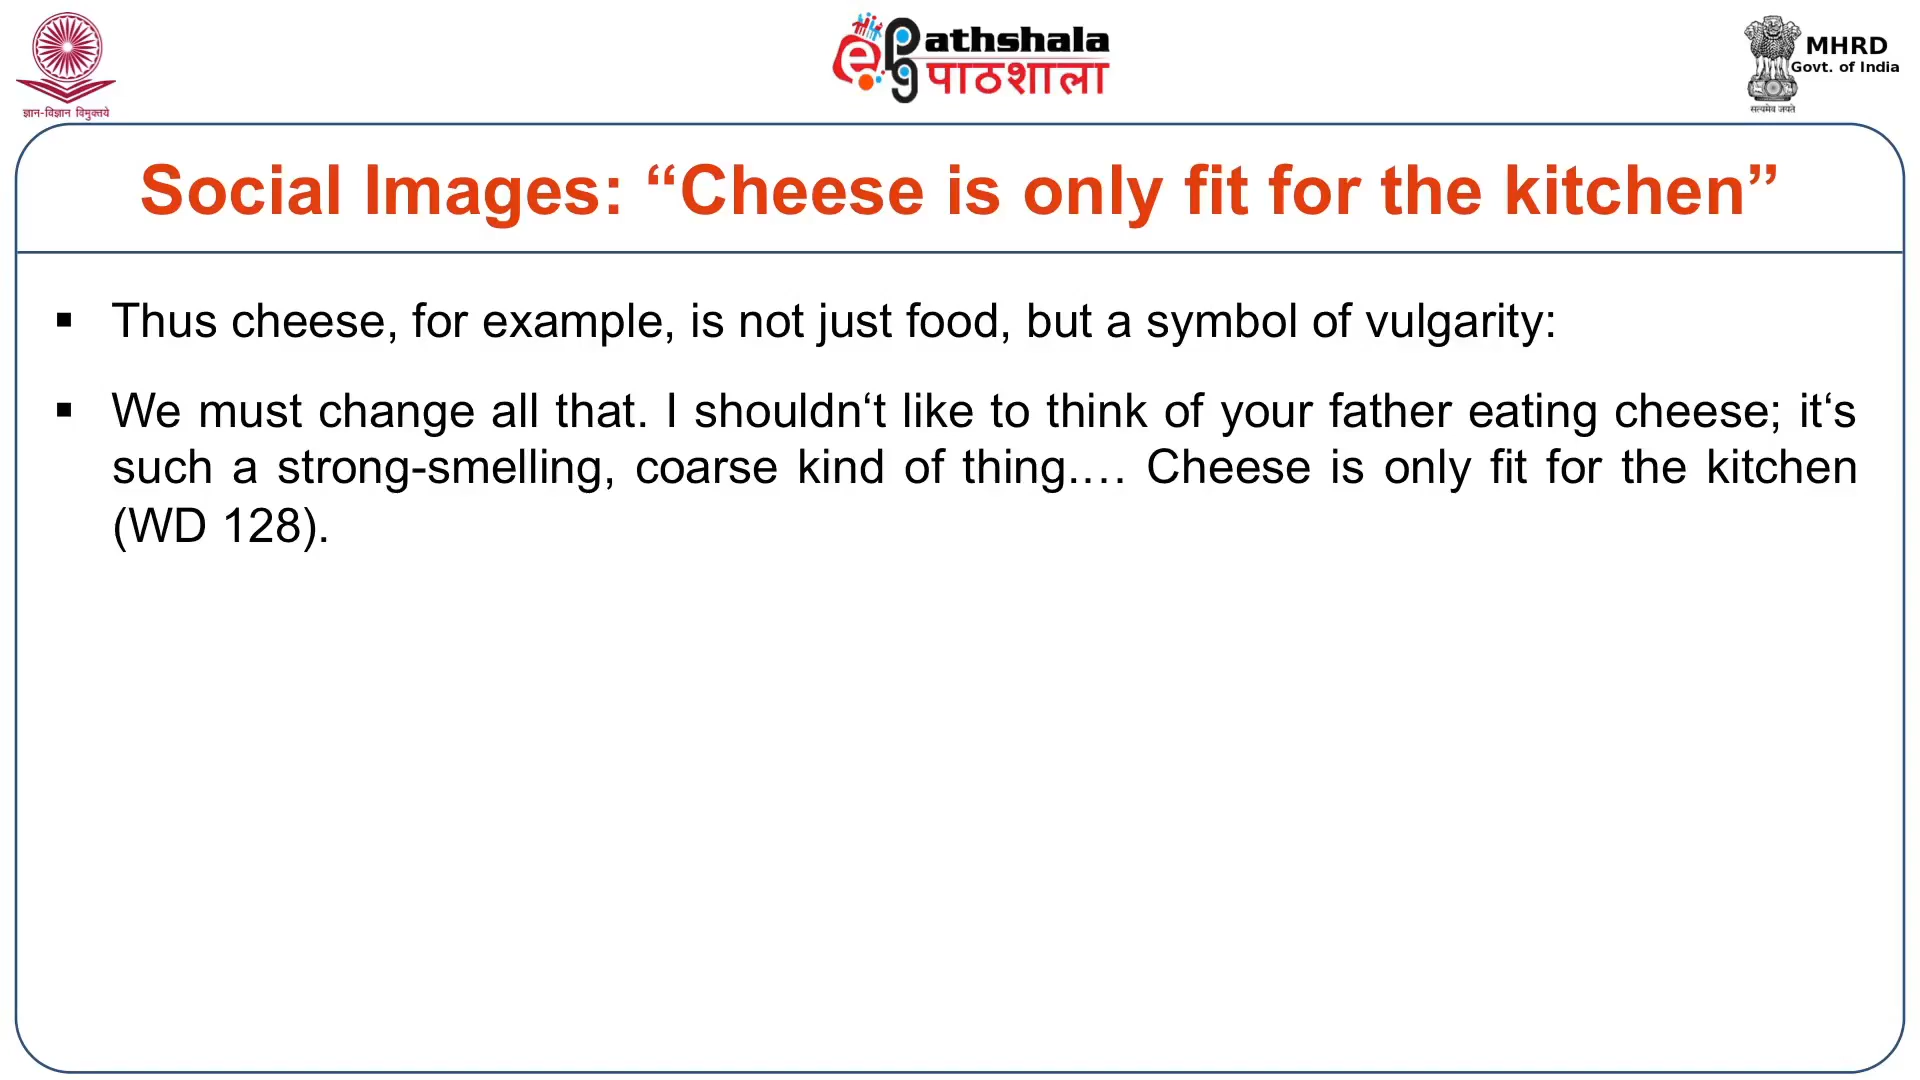 ज्ञान-विज्ञान विमुक्तये
ePathshala
पाठशाला
MHRD
Govt. of India
सत्यमेव जयते
Social Images: “Cheese is only fit for the kitchen”
▪ Thus cheese, for example, is not just food, but a symbol of vulgarity:
▪ We must change all that. I shouldn‘t like to think of your father eating cheese; it‘s
such a strong-smelling, coarse kind of thing.… Cheese is only fit for the kitchen
(WD 128).